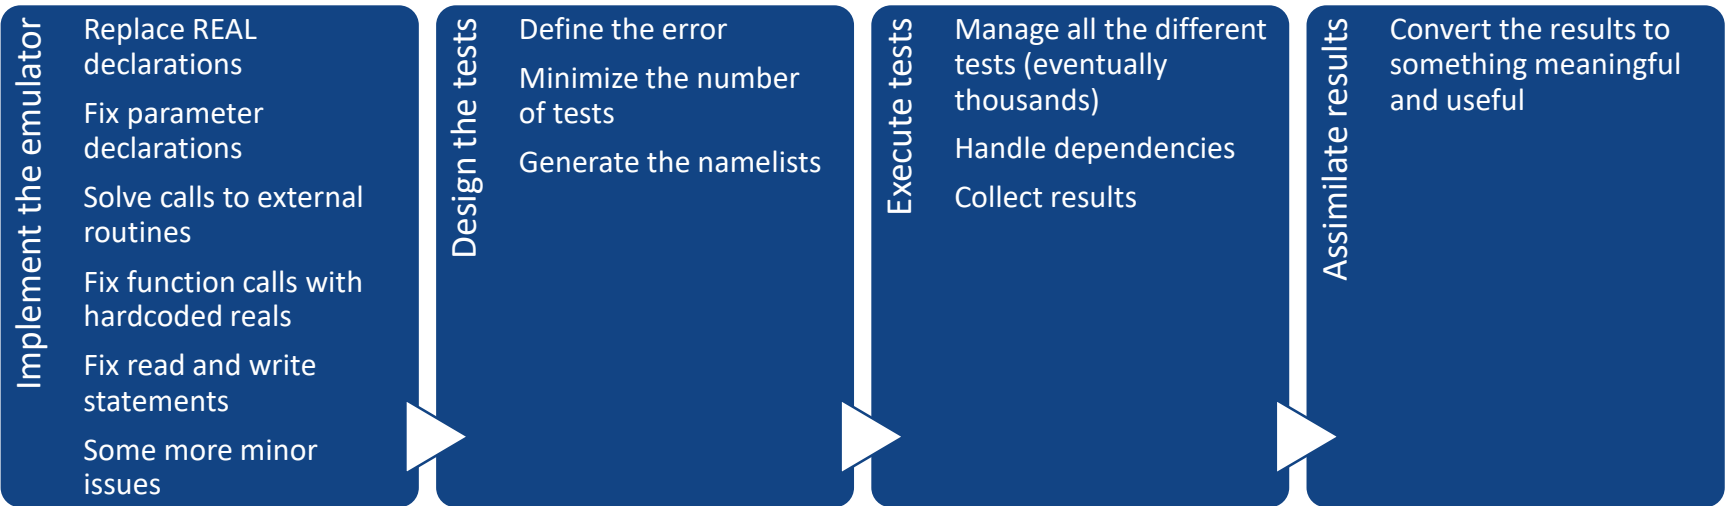 Implement the emulator
Replace REAL
declarations
Fix parameter
declarations
Solve calls to external
routines
Fix function calls with
hardcoded reals
Fix read and write
statements
Some more minor
issues
Design the tests
Define the error
Minimize the number
of tests
Generate the namelists
Execute tests
Manage all the different
tests (eventually
thousands)
Handle dependencies
Collect results
Assimilate results
Convert the results to
something meaningful
and useful